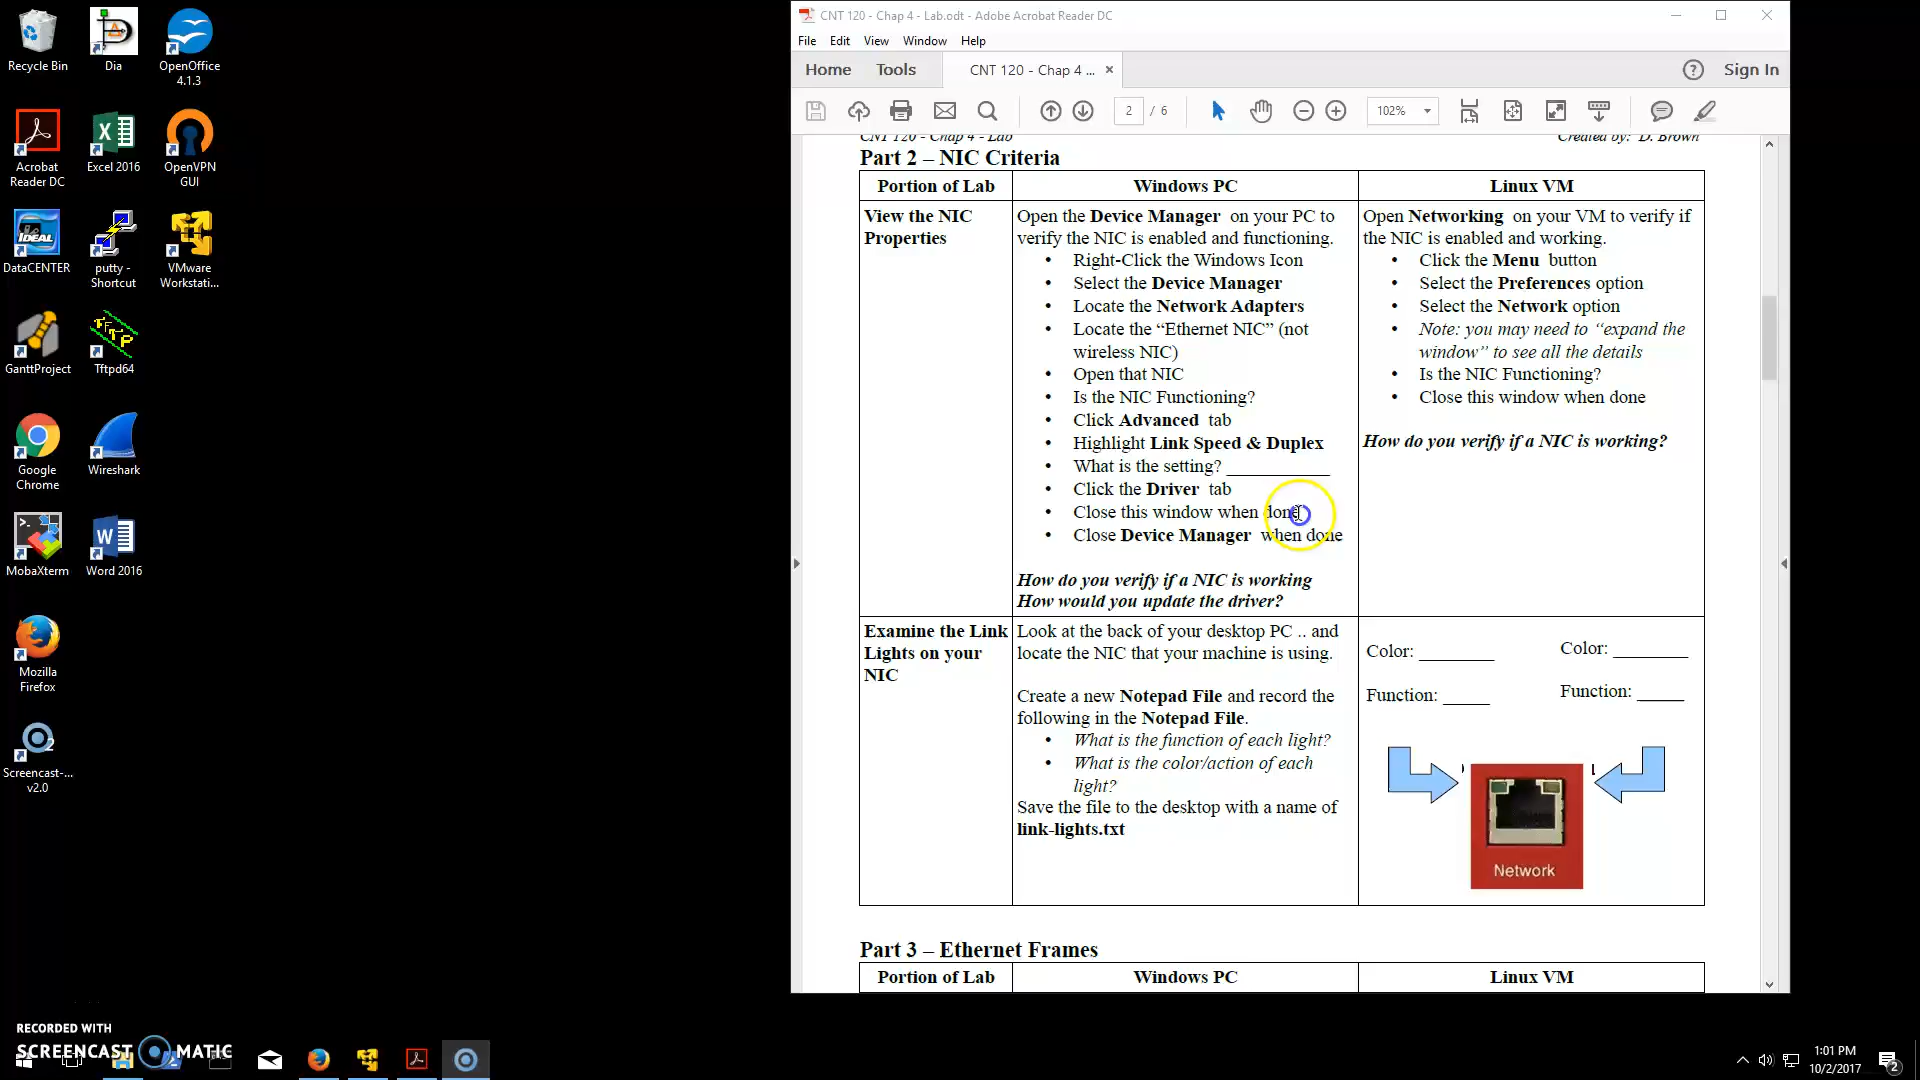 Recycle Bin
Dia
OpenOffice
4.1.3
Acrobat
Reader DC
Excel 2016
OpenVPN
GUI
IDEAL
DataCENTER
putty -
Shortcut
VMware
Workstati...
GanttProject
Tftpd64
Google
Chrome
Wireshark
MobaXterm
Word 2016
Mozilla
Firefox
Screencast-...
v2.0
CNT 120 - Chap 4 - Lab.odt - Adobe Acrobat Reader DC
File Edit View Window Help
Home Tools CNT 120 - Chap 4 ... × Sign In
2 / 6 102%
CNT 120 - Chap 4 - Lab Created by: D. Brown
Part 2 – NIC Criteria
Portion of Lab Windows PC Linux VM
View the NIC
Properties
Open the Device Manager on your PC to
verify the NIC is enabled and functioning.
• Right-Click the Windows Icon
• Select the Device Manager
• Locate the Network Adapters
• Locate the “Ethernet NIC” (not
wireless NIC)
• Open that NIC
• Is the NIC Functioning?
• Click Advanced tab
• Highlight Link Speed & Duplex
• What is the setting? ___________
• Click the Driver tab
• Close this window when done
• Close Device Manager when done
How do you verify if a NIC is working
How would you update the driver?
Open Networking on your VM to verify if
the NIC is enabled and working.
• Click the Menu button
• Select the Preferences option
• Select the Network option
• Note: you may need to “expand the
window” to see all the details
• Is the NIC Functioning?
• Close this window when done
How do you verify if a NIC is working?
Examine the Link
Lights on your
NIC
Look at the back of your desktop PC .. and
locate the NIC that your machine is using.
Create a new Notepad File and record the
following in the Notepad File.
• What is the function of each light?
• What is the color/action of each
light?
Save the file to the desktop with a name of
link-lights.txt
Color: ________ Color: ________
Function: _____ Function: _____
Network
Part 3 – Ethernet Frames
Portion of Lab Windows PC Linux VM
RECORDED WITH
SCREENCAST MATIC
1:01 PM
10/2/2017
2